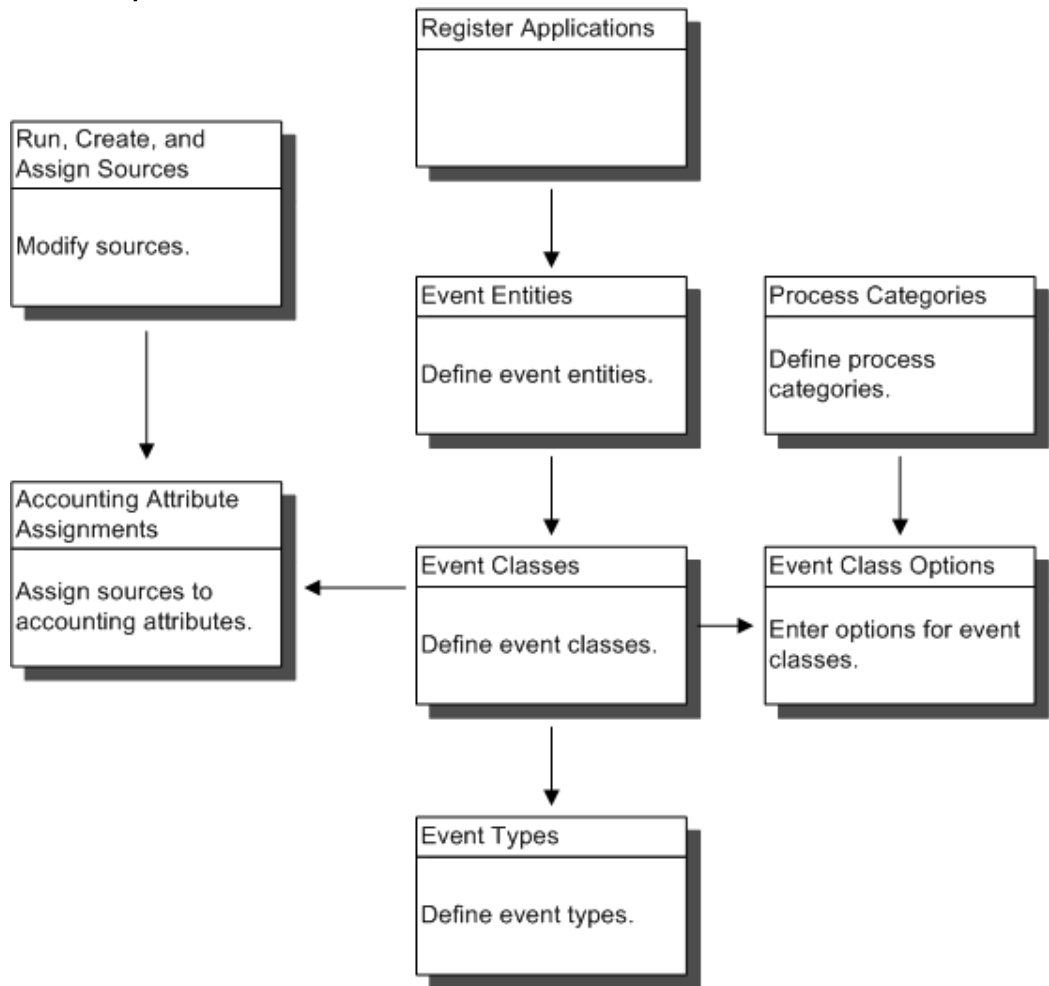 Register Applications
Run, Create, and
Assign Sources
Modify sources.
Event Entities
Define event entities.
Process Categories
Define process
categories.
Accounting Attribute
Assignments
Assign sources to
accounting attributes.
Event Classes
Define event classes.
Event Class Options
Enter options for event
classes.
Event Types
Define event types.